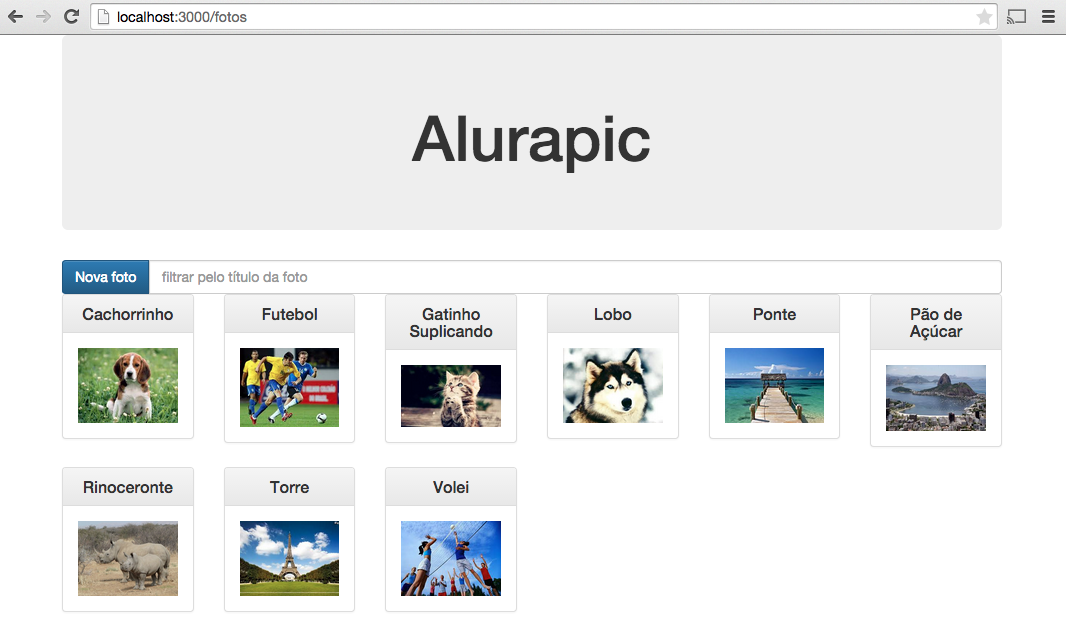 localhost:3000/fotos
Alurapic
Nova foto filtrar pelo título da foto
Cachorrinho
Futebol
Gatinho
Suplicando
Lobo
Ponte
Pão de
Açúcar
Rinoceronte
Torre
Volei